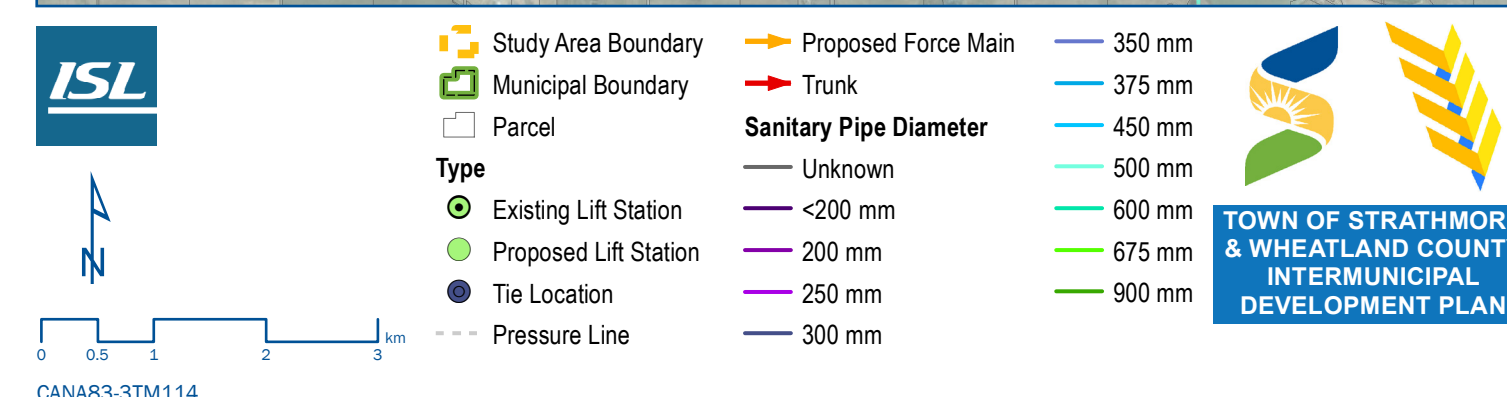 ISL
N
0 0.5 1 2 3 km
CANA83-3TM114
Study Area Boundary
Municipal Boundary
Parcel
Type
Existing Lift Station
Proposed Lift Station
Tie Location
Pressure Line
Proposed Force Main
Trunk
Sanitary Pipe Diameter
Unknown
<200 mm
200 mm
250 mm
300 mm
350 mm
375 mm
450 mm
500 mm
600 mm
675 mm
900 mm
TOWN OF STRATHMOR
& WHEATLAND COUNT
INTERMUNICIPAL
DEVELOPMENT PLAN